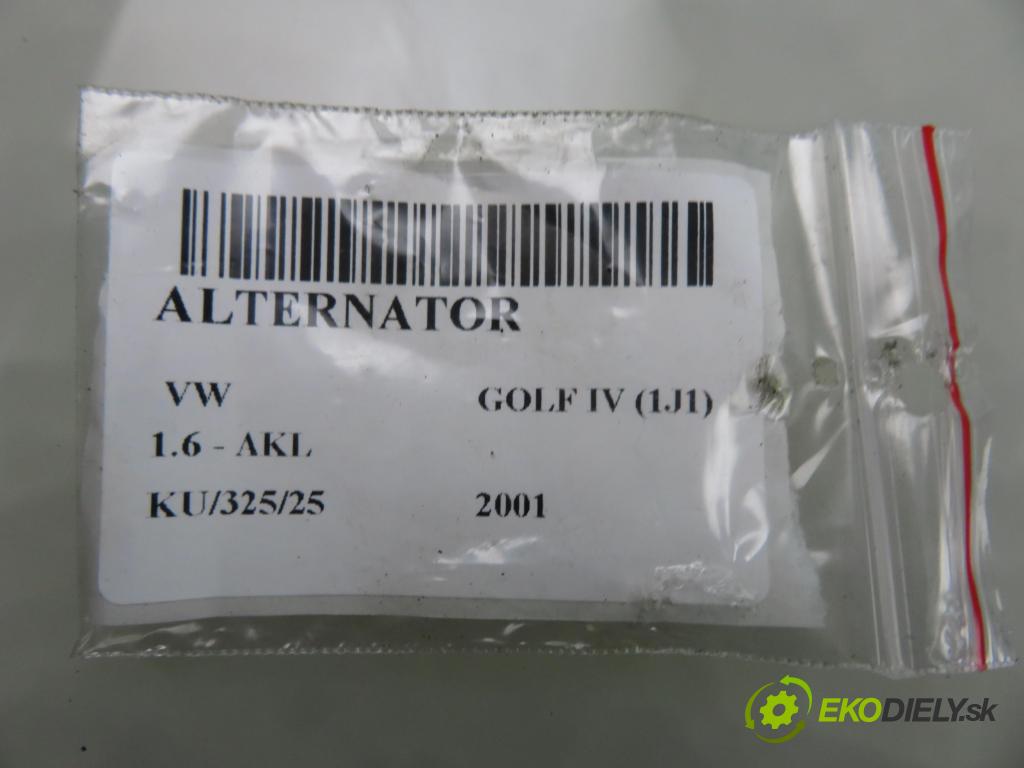 ALTERNATOR
VW GOLF IV (1J1)
1.6 - AKL
KU/325/25 2001
EKODIELY.sk